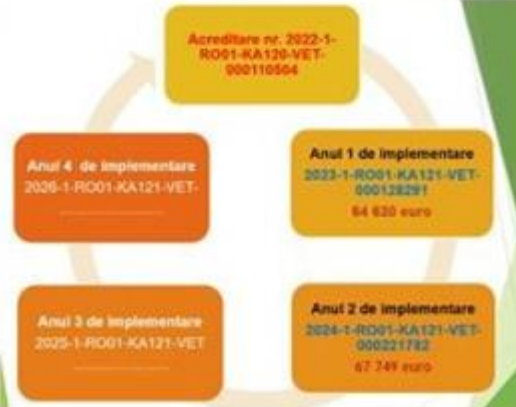 Acreditare nr. 2022-1-
RO01-KA120-VET-
000110504
Anul 1 de implementare
2023-1-RO01-KA121-VET-
000128291
64 620 euro
Anul 2 de implementare
2024-1-RO01-KA121-VET-
000221782
67 749 euro
Anul 3 de implementare
2025-1-RO01-KA121-VET
Anul 4 de implementare
2026-1-RO01-KA121-VET-